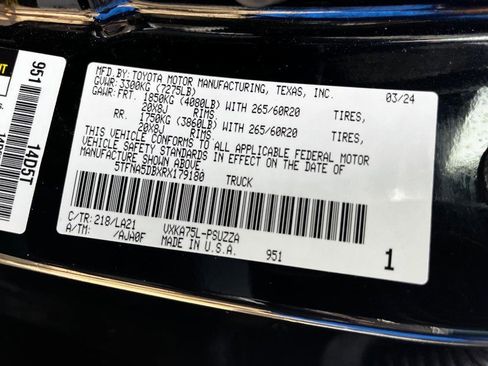 MFD.BY:TOYOTA MOTOR MANUFACTURING, TEXAS, INC. 03/24
GVWR:3300KG (7275LB)
GAWR:FRT. 1850KG (4080LB) WITH 265/60R20 TIRES,
20X8J RIMS.
RR. 1750KG (3860LB) WITH 265/60R20 TIRES,
20X8J RIMS.
THIS VEHICLE CONFORMS TO ALL APPLICABLE FEDERAL MOTOR
VEHICLE SAFETY STANDARDS IN EFFECT ON THE DATE OF
MANUFACTURE SHOWN ABOVE.
5TFNA5DBXRX179180 TRUCK
C/TR:218/LA21 VXKA75L-PSUZZA
A/TM: /AJA0F MADE IN U.S.A. 951 1
951 14D5T